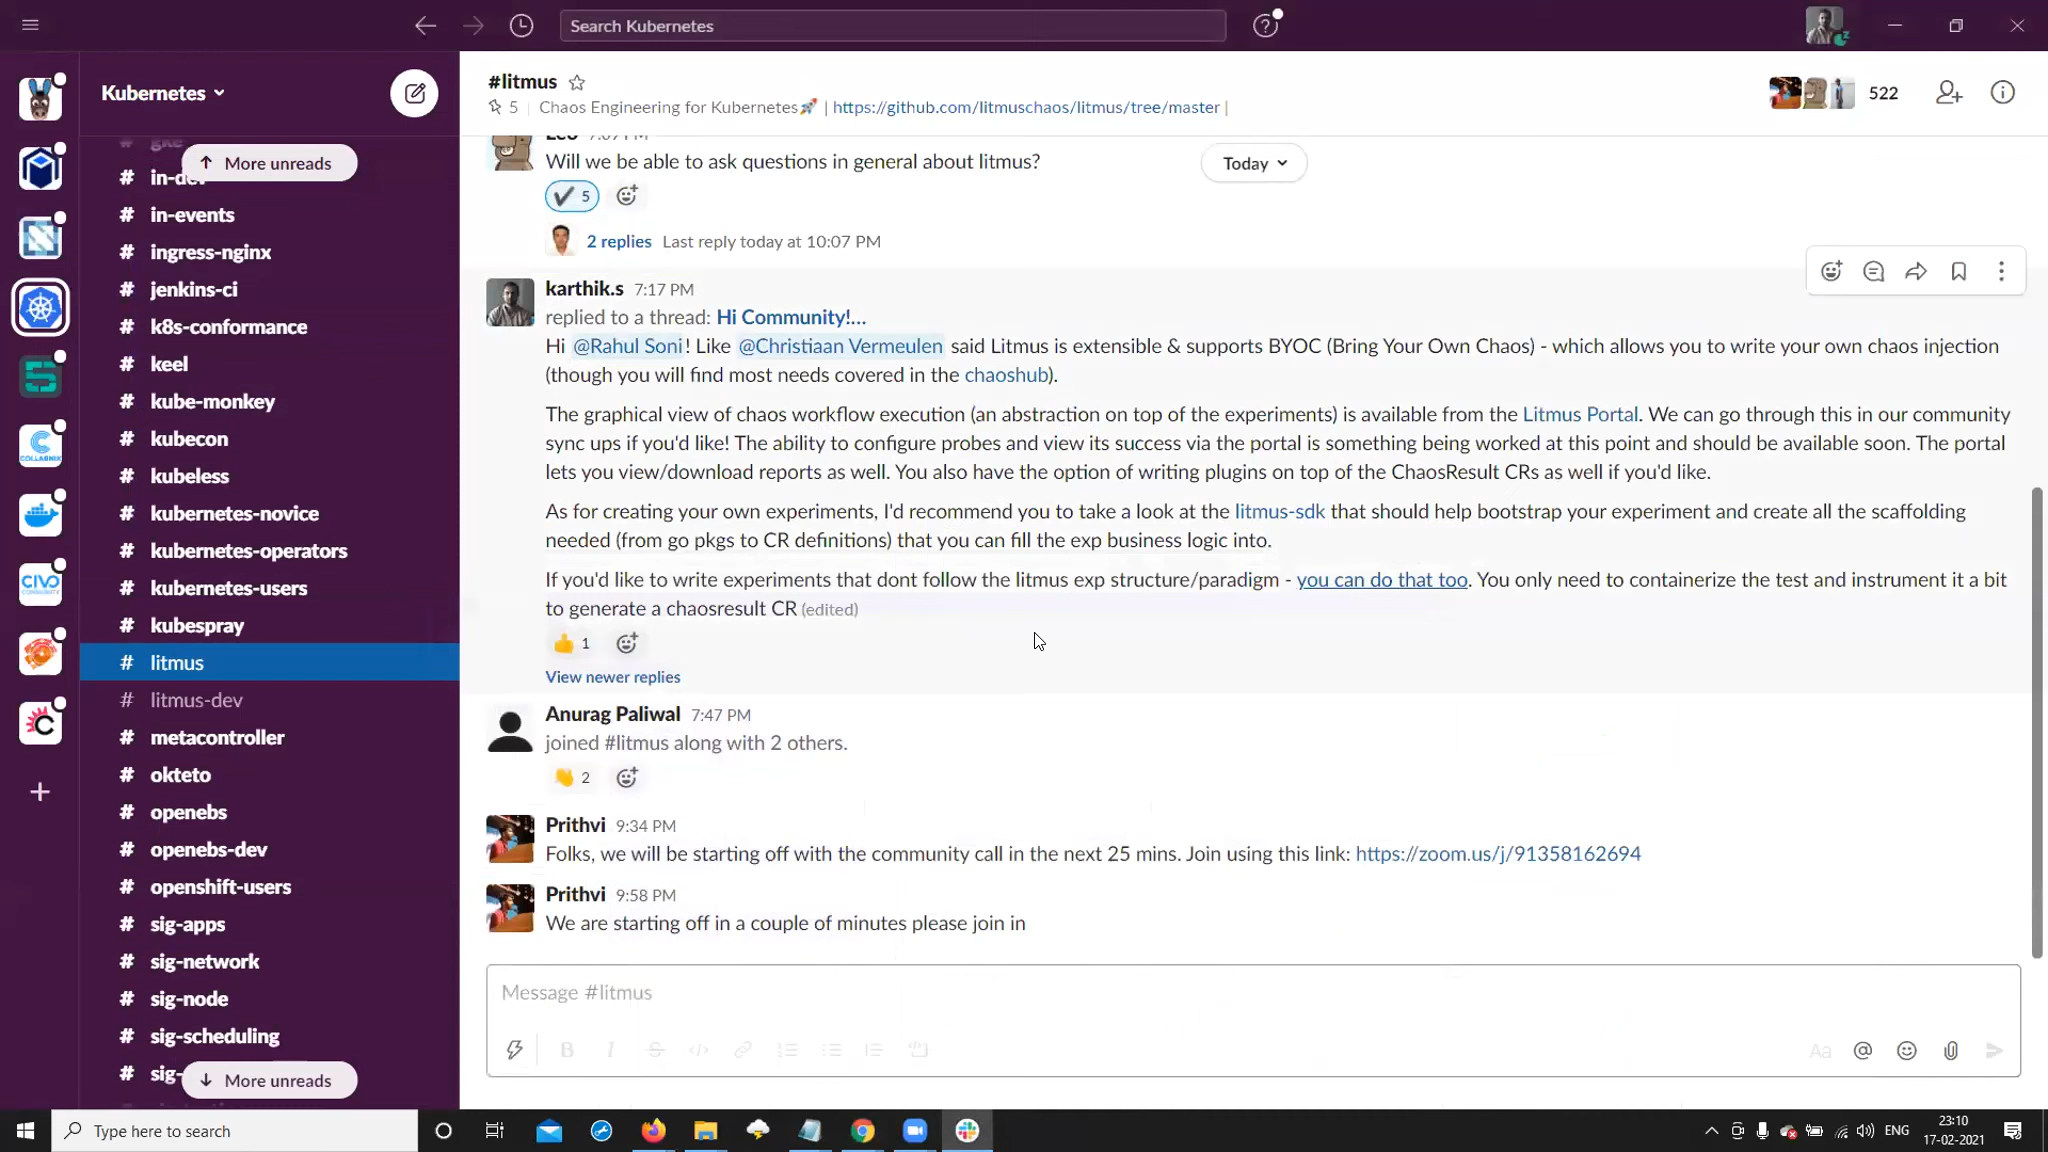 Search Kubernetes
Kubernetes
gke
More unreads
# in-dev
# in-events
# ingress-nginx
# jenkins-ci
# k8s-conformance
# keel
# kube-monkey
# kubecon
# kubeless
# kubernetes-novice
# kubernetes-operators
# kubernetes-users
# kubespray
# litmus
# litmus-dev
# metacontroller
# okteto
# openebs
# openebs-dev
# openshift-users
# sig-apps
# sig-network
# sig-node
# sig-scheduling
# sig-
More unreads
COLLABNIX
CIVO
COMMUNITY
#litmus
5 | Chaos Engineering for Kubernetes🚀 | https://github.com/litmuschaos/litmus/tree/master |
522
Today
Leo 7:09 PM
Will we be able to ask questions in general about litmus?
✔️ 5
2 replies Last reply today at 10:07 PM
karthik.s 7:17 PM
replied to a thread: Hi Community!...
Hi @Rahul Soni! Like @Christiaan Vermeulen said Litmus is extensible & supports BYOC (Bring Your Own Chaos) - which allows you to write your own chaos injection
(though you will find most needs covered in the chaoshub).
The graphical view of chaos workflow execution (an abstraction on top of the experiments) is available from the Litmus Portal. We can go through this in our community
sync ups if you'd like! The ability to configure probes and view its success via the portal is something being worked at this point and should be available soon. The portal
lets you view/download reports as well. You also have the option of writing plugins on top of the ChaosResult CRs as well if you'd like.
As for creating your own experiments, I'd recommend you to take a look at the litmus-sdk that should help bootstrap your experiment and create all the scaffolding
needed (from go pkgs to CR definitions) that you can fill the exp business logic into.
If you'd like to write experiments that dont follow the litmus exp structure/paradigm - you can do that too. You only need to containerize the test and instrument it a bit
to generate a chaosresult CR (edited)
👍 1
View newer replies
Anurag Paliwal 7:47 PM
joined #litmus along with 2 others.
👋 2
Prithvi 9:34 PM
Folks, we will be starting off with the community call in the next 25 mins. Join using this link: https://zoom.us/j/91358162694
Prithvi 9:58 PM
We are starting off in a couple of minutes please join in
Message #litmus
B I S </>
Aa @
Type here to search
ENG
23:10
17-02-2021